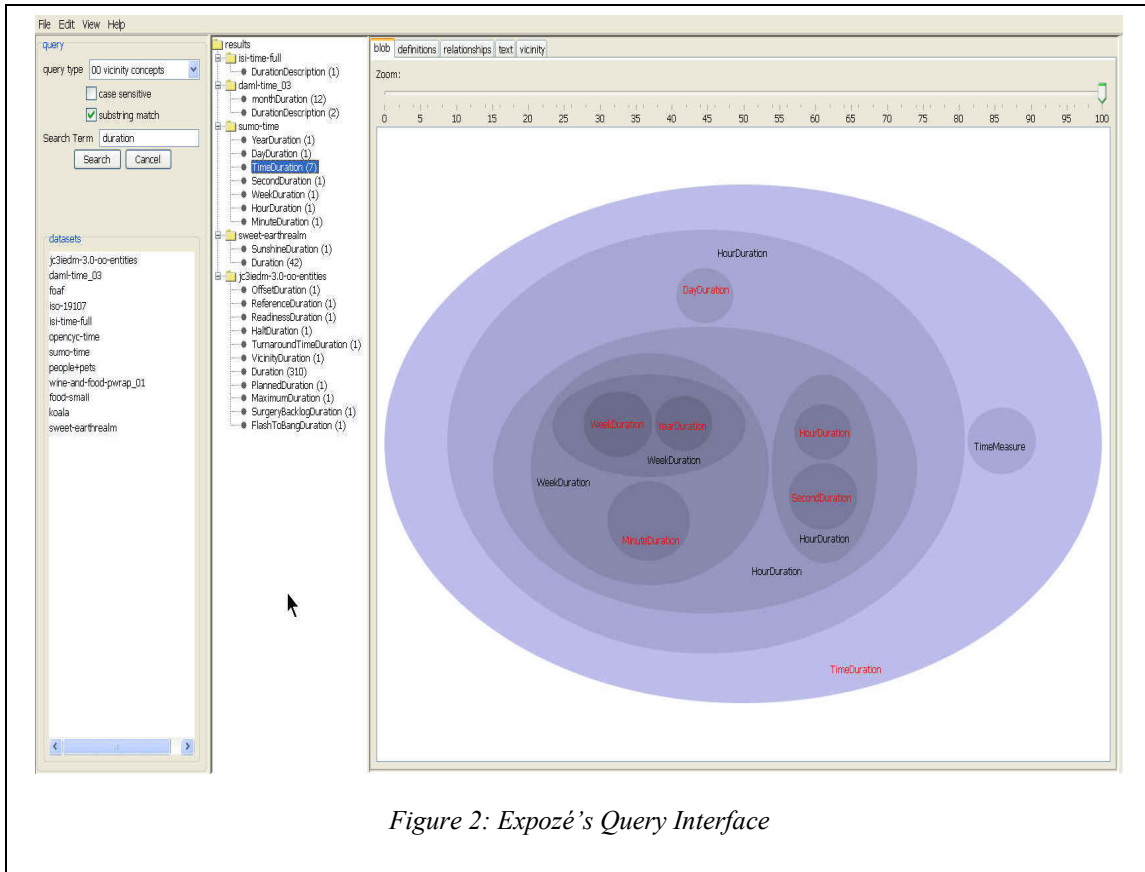 File Edit View Help
query
query type 00 vicinity concepts
case sensitive
substring match
Search Term duration
Search Cancel
datasets
jc3iedm-3.0-oo-entities
daml-time_03
foaf
iso-19107
isi-time-full
opencyc-time
sumo-time
people+pets
wine-and-food-pwrap_01
food-small
koala
sweet-earthrealm
results
isi-time-full
DurationDescription (1)
daml-time_03
monthDuration (12)
DurationDescription (2)
sumo-time
YearDuration (1)
DayDuration (1)
TimeDuration (7)
SecondDuration (1)
WeekDuration (1)
HourDuration (1)
MinuteDuration (1)
sweet-earthrealm
SunshineDuration (1)
Duration (42)
jc3iedm-3.0-oo-entities
OffsetDuration (1)
ReferenceDuration (1)
ReadinessDuration (1)
HaltDuration (1)
TurnaroundTimeDuration (1)
VicinityDuration (1)
Duration (310)
PlannedDuration (1)
MaximumDuration (1)
SurgeryBacklogDuration (1)
FlashToBangDuration (1)
blob definitions relationships text vicinity
Zoom:
0 5 10 15 20 25 30 35 40 45 50 55 60 65 70 75 80 85 90 95 100
HourDuration
DayDuration
WeekDuration YearDuration
HourDuration
TimeMeasure
WeekDuration
WeekDuration
SecondDuration
MinuteDuration
HourDuration
HourDuration
TimeDuration
Figure 2: Expozé's Query Interface